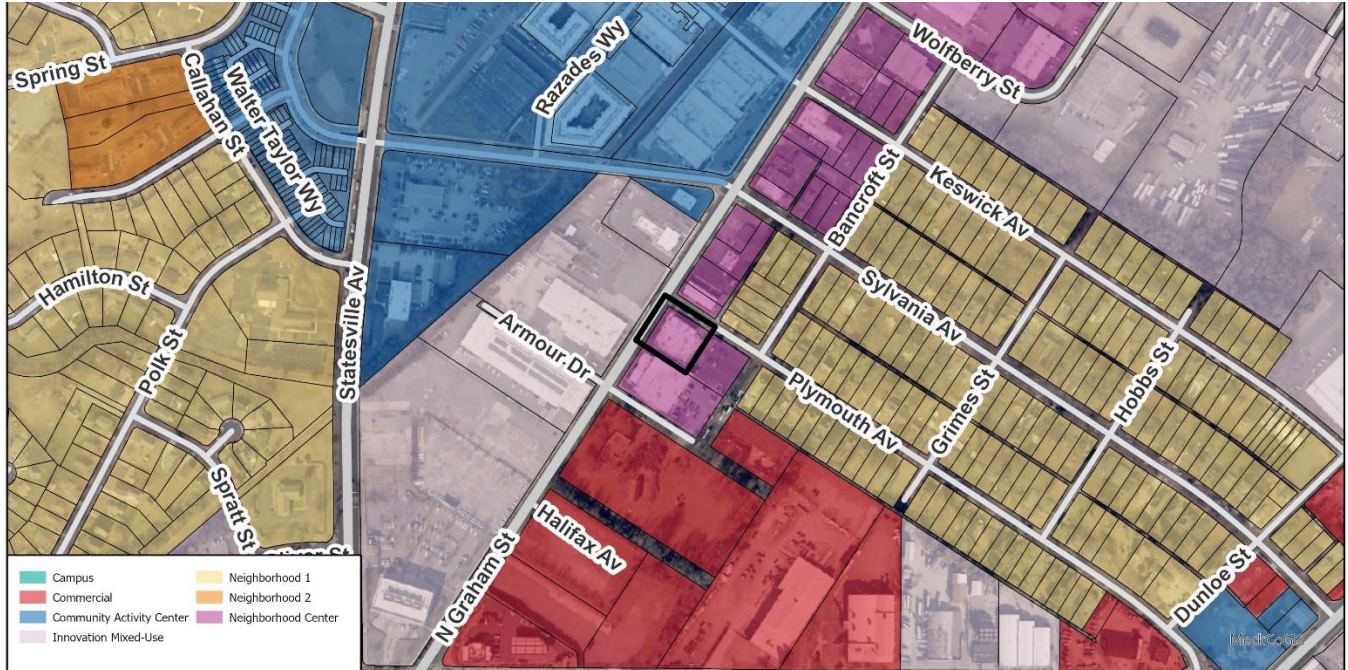 Spring St
Callahan St
Walter Taylor Wy
Razades Wy
Wolfberry St
Statesville Av
Hamilton St
Polk St
Spratt St
Armour Dr
N Graham St
Halifax Av
Bancroft St
Keswick Av
Sylvania Av
Plymouth Av
Grimes St
Hobbs St
Dunloe St
Campus
Commercial
Community Activity Center
Innovation Mixed-Use
Neighborhood 1
Neighborhood 2
Neighborhood Center